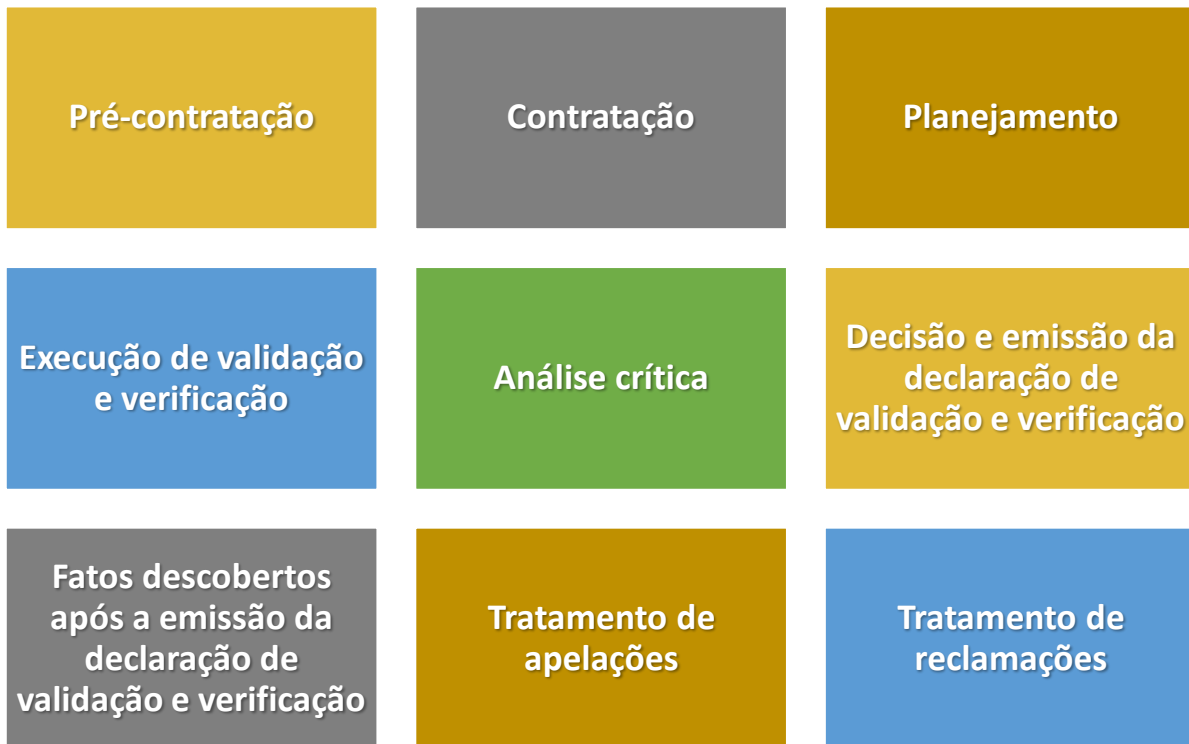 Pré-contratação
Contratação
Planejamento
Execução de validação
e verificação
Análise crítica
Decisão e emissão da
declaração de
validação e verificação
Fatos descobertos
após a emissão da
declaração de
validação e verificação
Tratamento de
apelações
Tratamento de
reclamações